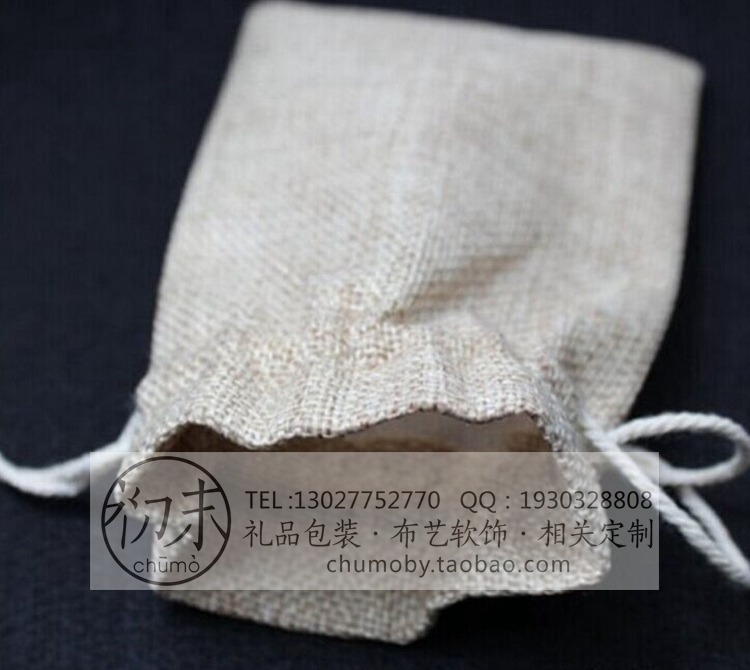 初末
chūmò
TEL:13027752770 QQ:1930328808
礼品包装·布艺软饰·相关定制
chumoby.taobao.com